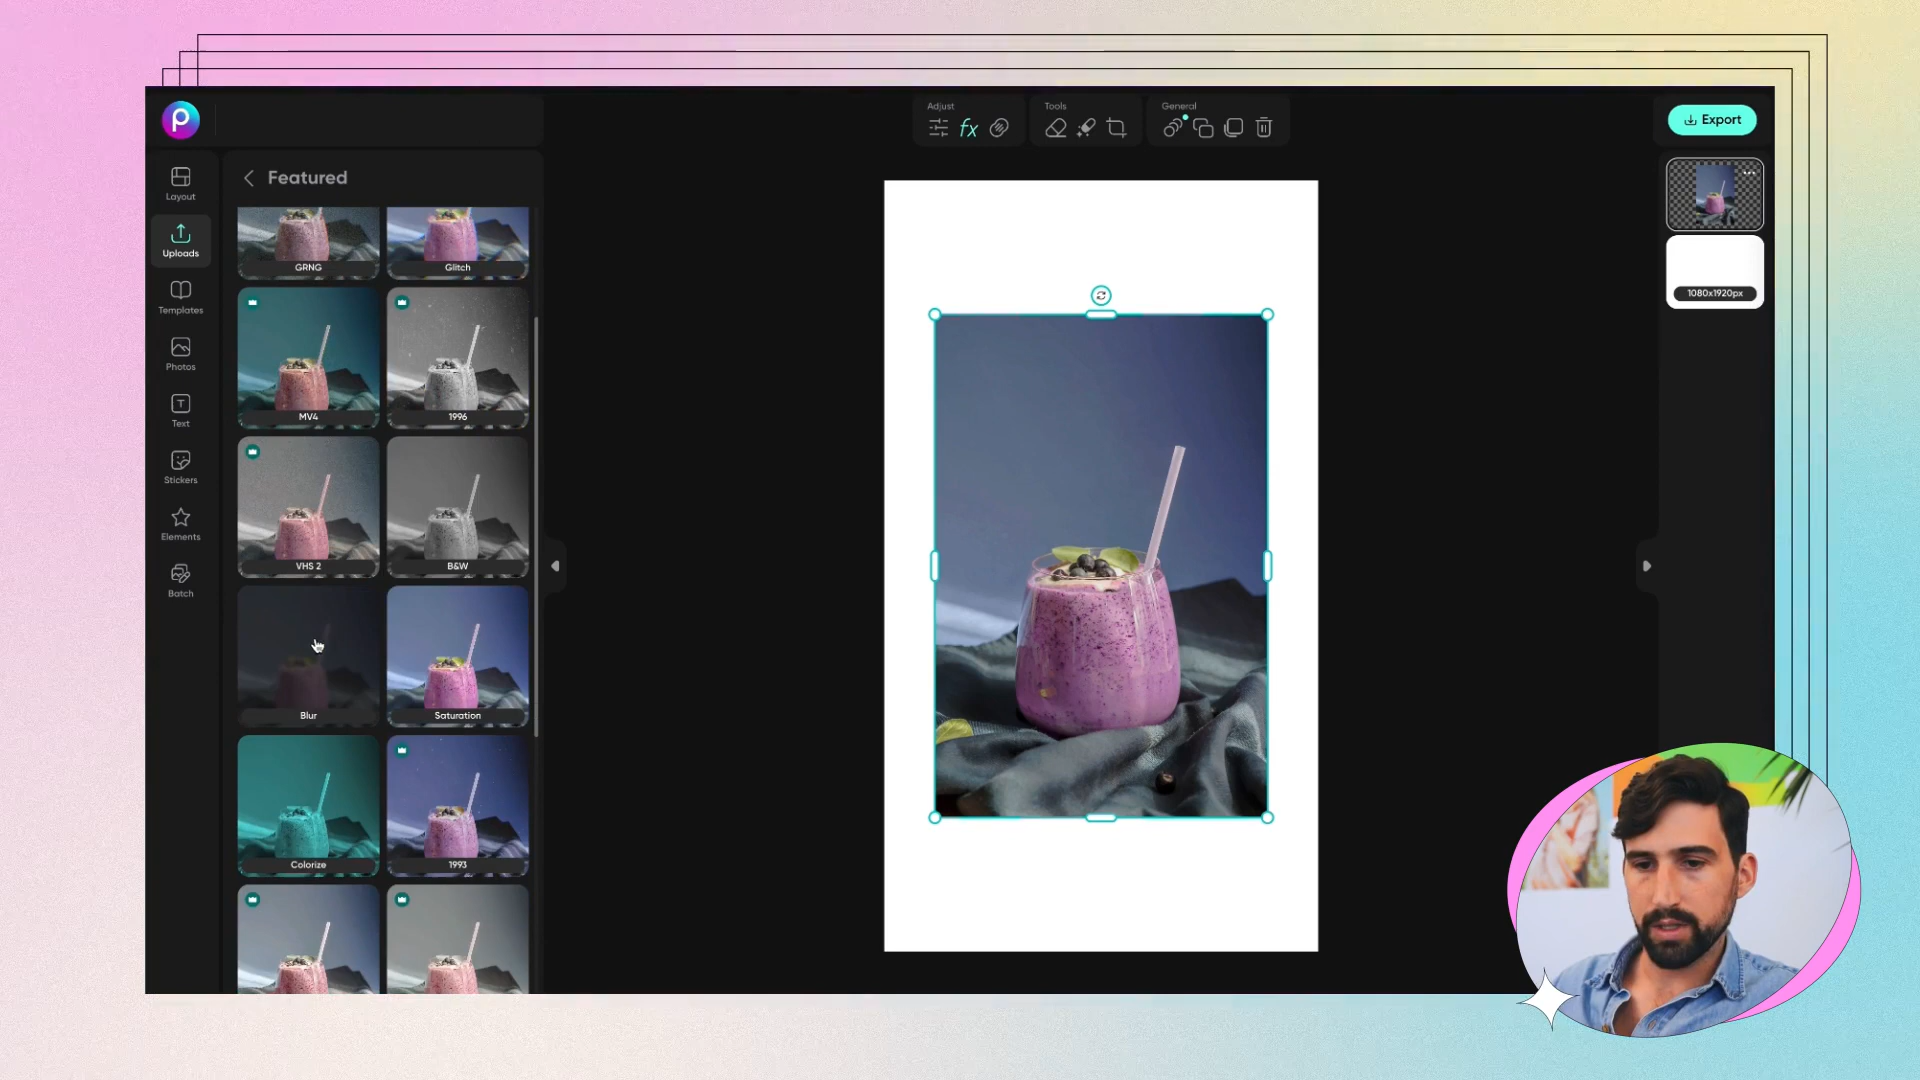 Adjust
Tools
General
Export
Layout
Uploads
Templates
Photos
Text
Stickers
Elements
Batch
Featured
GRNG
Glitch
MV4
1996
VHS 2
B&W
Blur
Saturation
Colorize
1993
1080x1920px